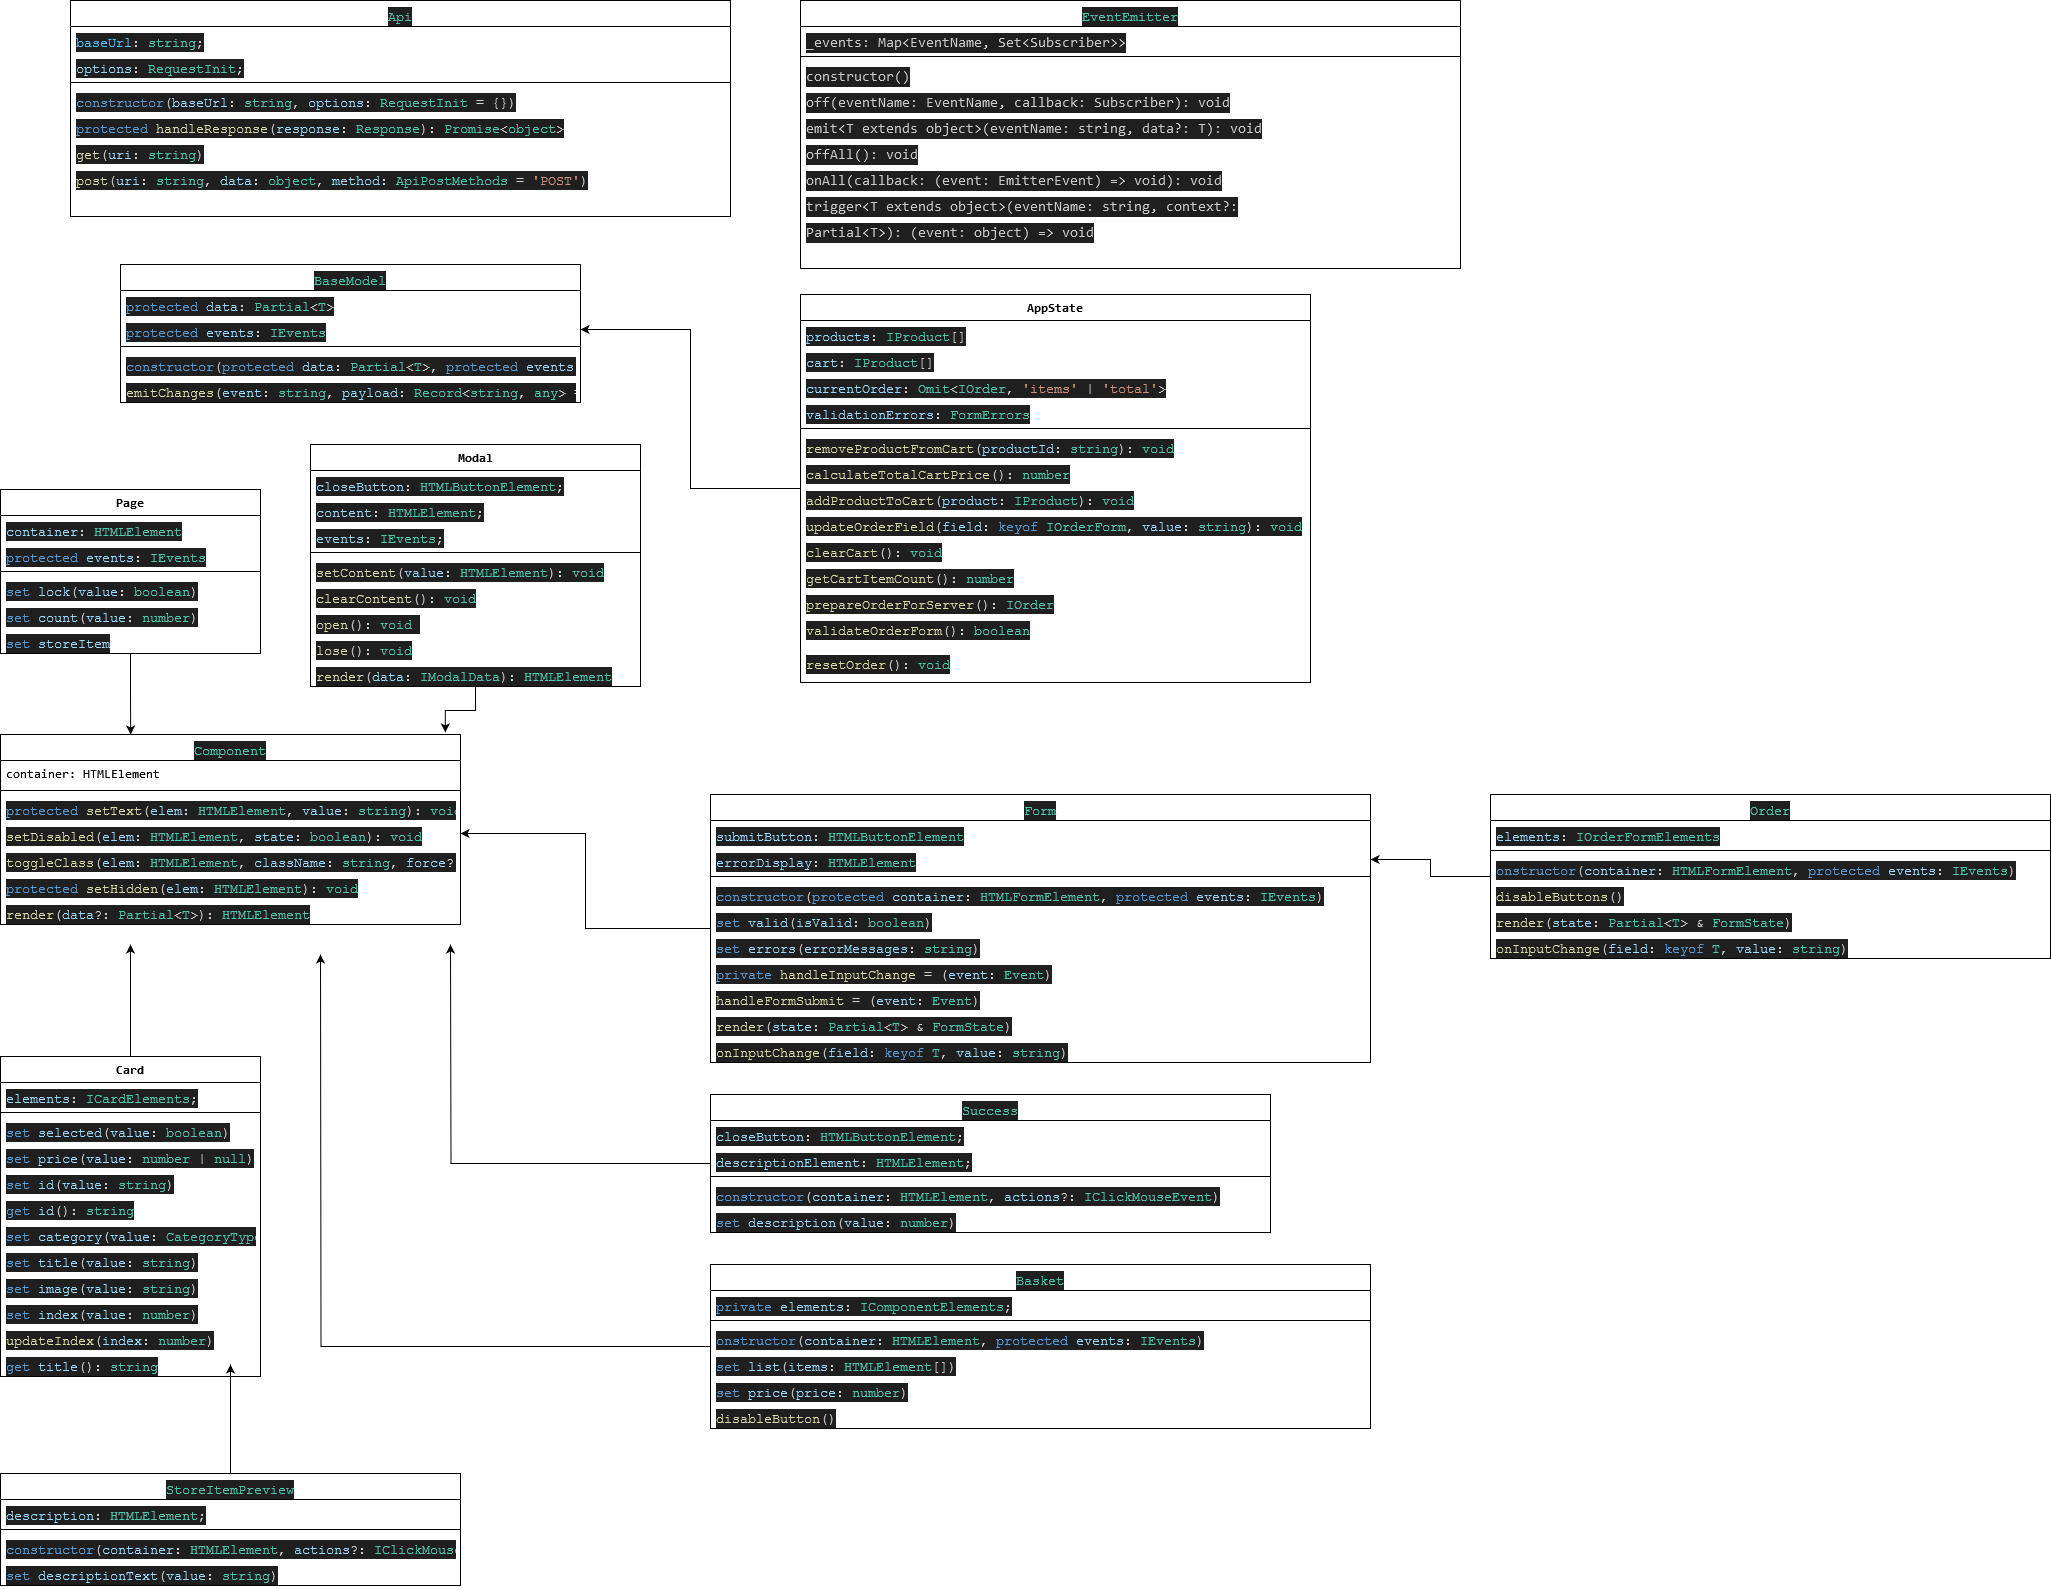 Api
baseUrl: string;
options: RequestInit;
constructor(baseUrl: string, options: RequestInit = {})
protected handleResponse(response: Response): Promise<object>
get(uri: string)
post(uri: string, data: object, method: ApiPostMethods = 'POST')
EventEmitter
_events: Map<EventName, Set<Subscriber>>
constructor()
off(eventName: EventName, callback: Subscriber): void
emit<T extends object>(eventName: string, data?: T): void
offAll(): void
onAll(callback: (event: EmitterEvent) => void): void
trigger<T extends object>(eventName: string, context?:
Partial<T>): (event: object) => void
BaseModel
protected data: Partial<T>
protected events: IEvents
constructor(protected data: Partial<T>, protected events
emitChanges(event: string, payload: Record<string, any>
AppState
products: IProduct[]
cart: IProduct[]
currentOrder: Omit<IOrder, 'items' | 'total'>
validationErrors: FormErrors
removeProductFromCart(productId: string): void
calculateTotalCartPrice(): number
addProductToCart(product: IProduct): void
updateOrderField(field: keyof IOrderForm, value: string): void
clearCart(): void
getCartItemCount(): number
prepareOrderForServer(): IOrder
validateOrderForm(): boolean
resetOrder(): void
Modal
closeButton: HTMLButtonElement;
content: HTMLElement;
events: IEvents;
setContent(value: HTMLElement): void
clearContent(): void
open(): void
lose(): void
render(data: IModalData): HTMLElement
Page
container: HTMLElement
protected events: IEvents
set lock(value: boolean)
set count(value: number)
set storeItem
Component
container: HTMLElement
protected setText(elem: HTMLElement, value: string): voi
setDisabled(elem: HTMLElement, state: boolean): void
toggleClass(elem: HTMLElement, className: string, force?
protected setHidden(elem: HTMLElement): void
render(data?: Partial<T>): HTMLElement
Form
submitButton: HTMLButtonElement
errorDisplay: HTMLElement
constructor(protected container: HTMLFormElement, protected events: IEvents)
set valid(isValid: boolean)
set errors(errorMessages: string)
private handleInputChange = (event: Event)
handleFormSubmit = (event: Event)
render(state: Partial<T> & FormState)
onInputChange(field: keyof T, value: string)
Order
elements: IOrderFormElements
onstructor(container: HTMLFormElement, protected events: IEvents)
disableButtons()
render(state: Partial<T> & FormState)
onInputChange(field: keyof T, value: string)
Card
elements: ICardElements;
set selected(value: boolean)
set price(value: number | null)
set id(value: string)
get id(): string
set category(value: CategoryTyp
set title(value: string)
set image(value: string)
set index(value: number)
updateIndex(index: number)
get title(): string
Success
closeButton: HTMLButtonElement;
descriptionElement: HTMLElement;
constructor(container: HTMLElement, actions?: IClickMouseEvent)
set description(value: number)
Basket
private elements: IComponentElements;
onstructor(container: HTMLElement, protected events: IEvents)
set list(items: HTMLElement[])
set price(price: number)
disableButton()
StoreItemPreview
description: HTMLElement;
constructor(container: HTMLElement, actions?: IClickMous
set descriptionText(value: string)